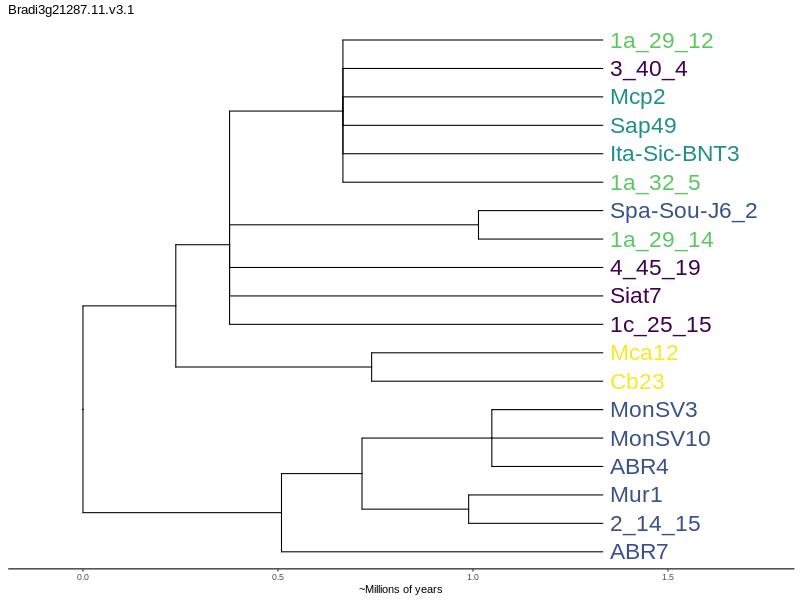 Bradi3g21287.11.v3.1
1a_29_12
3_40_4
Mcp2
Sap49
Ita-Sic-BNT3
1a_32_5
Spa-Sou-J6_2
1a_29_14
4_45_19
Siat7
1c_25_15
Mca12
Cb23
MonSV3
MonSV10
ABR4
Mur1
2_14_15
ABR7
0.0 0.5 1.0 1.5
~Millions of years